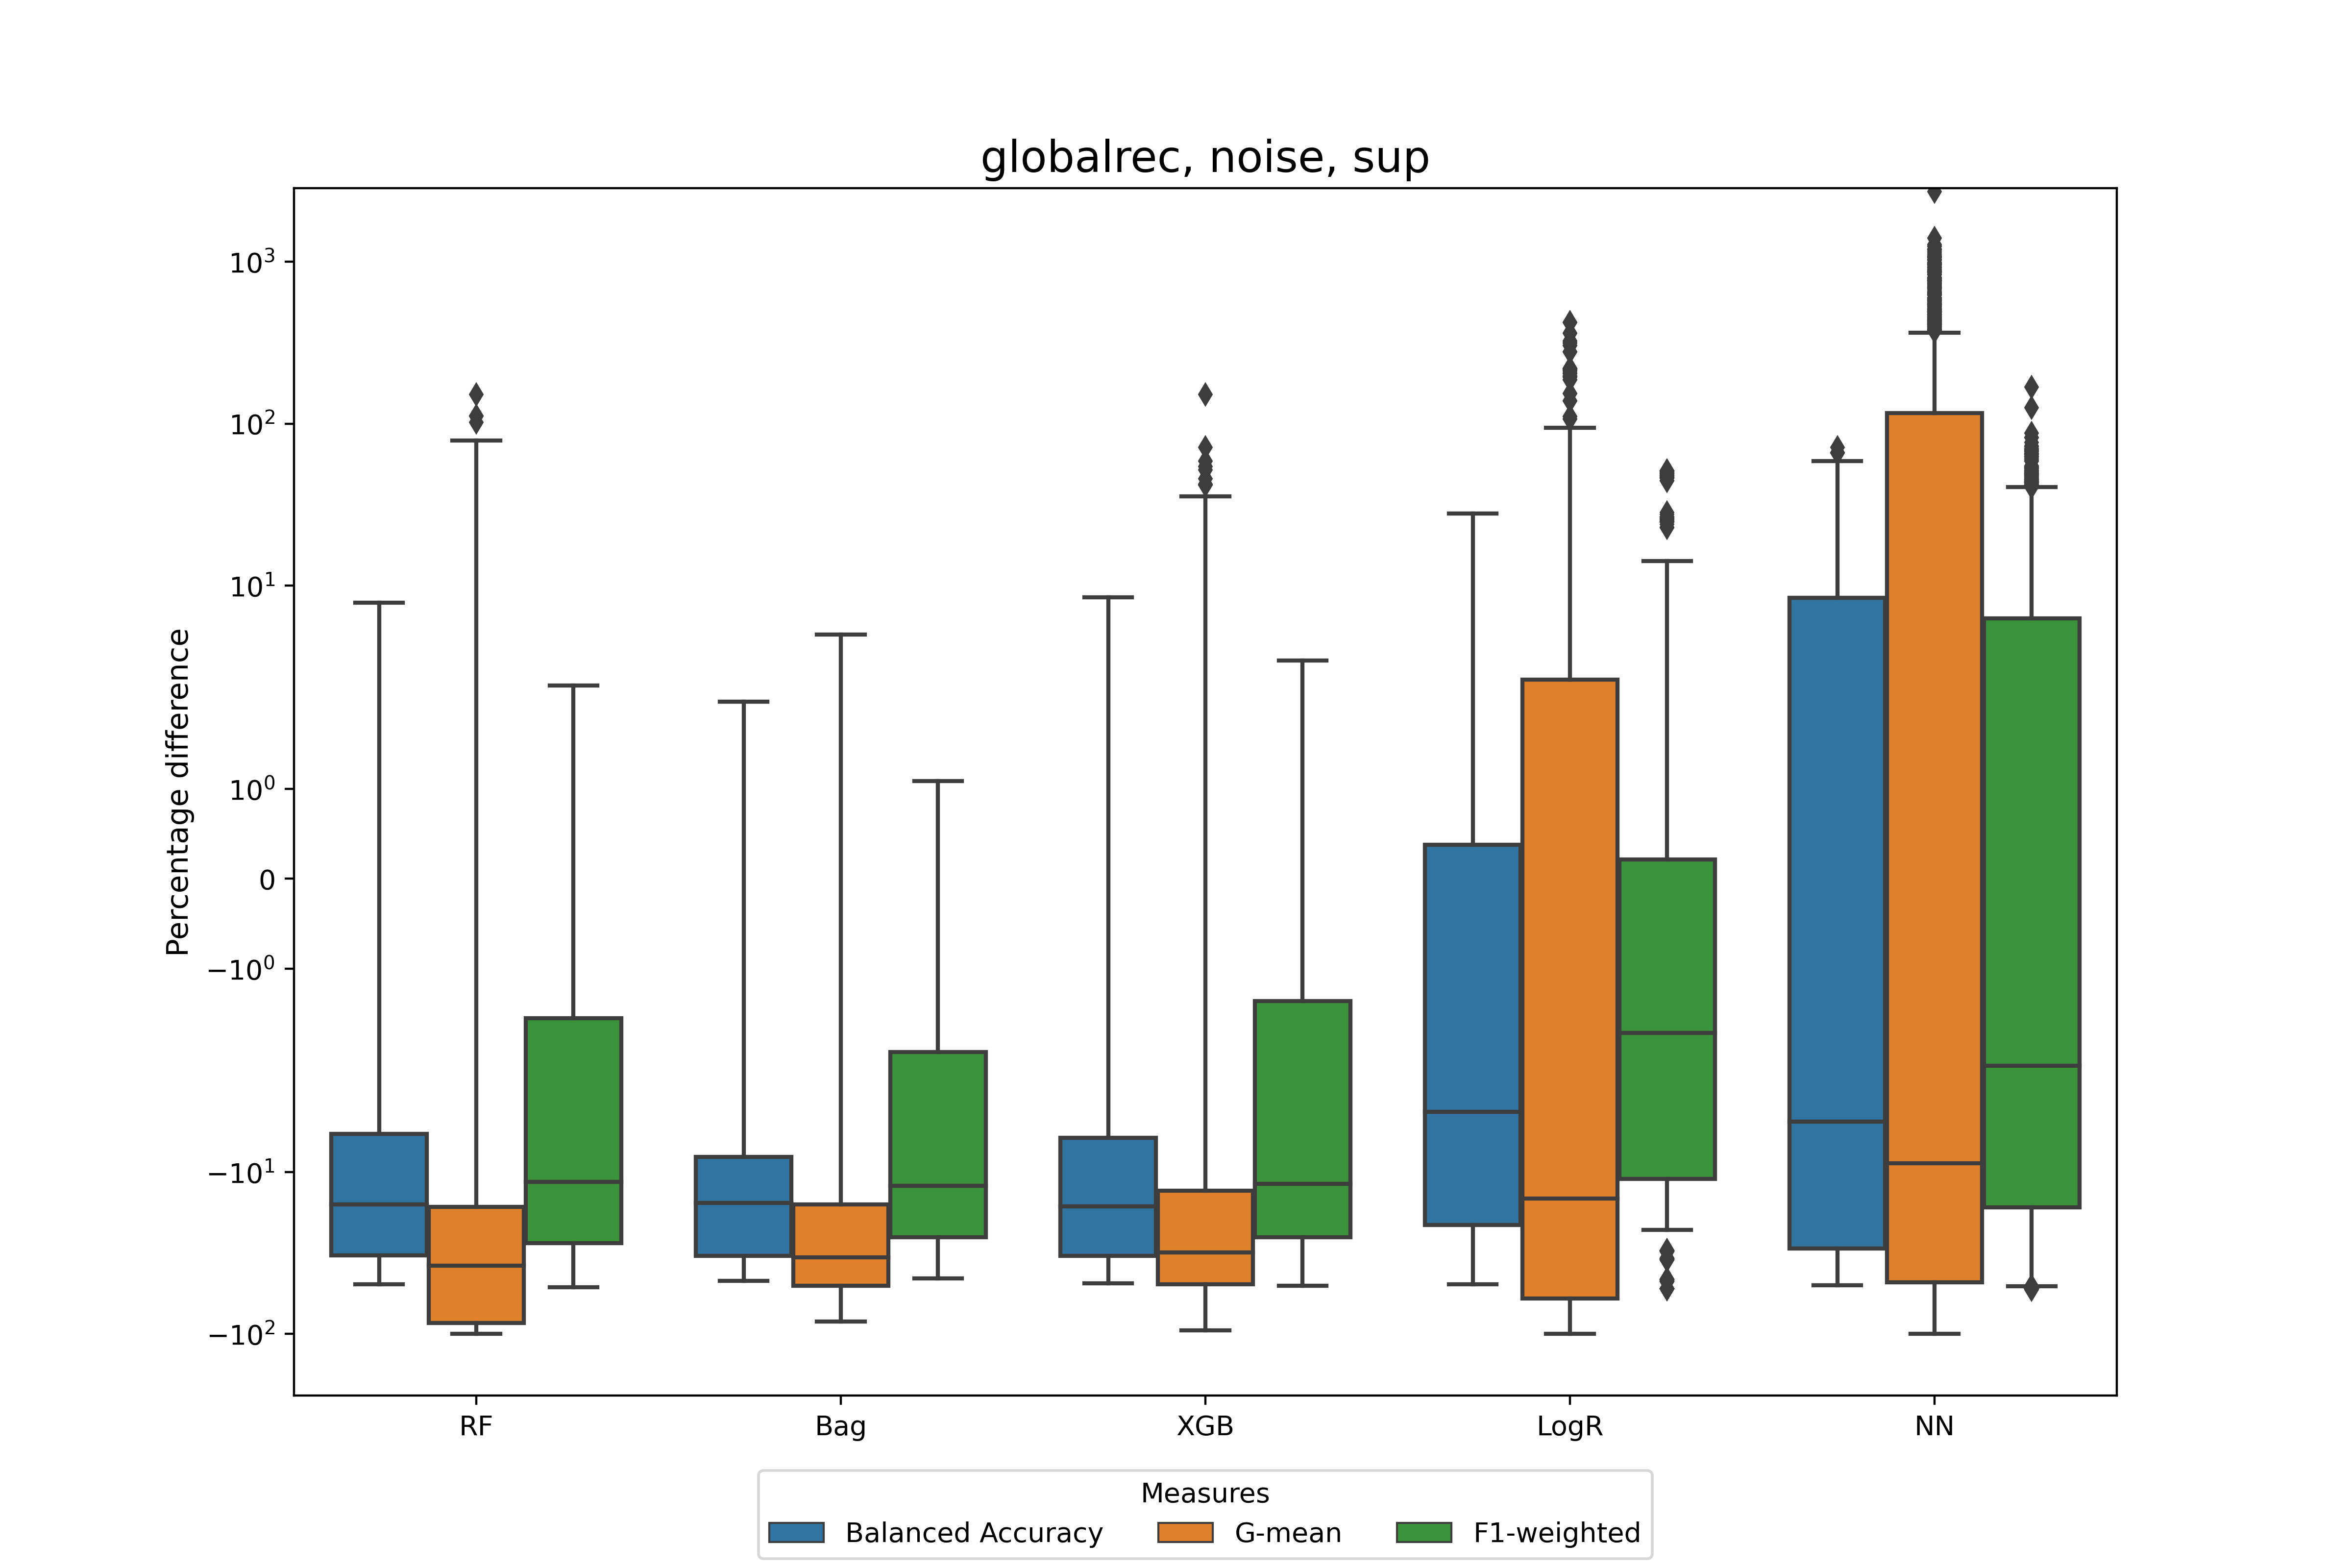 globalrec, noise, sup
Percentage difference
10³
10²
10¹
10⁰
0
−10⁰
−10¹
−10²
RF Bag XGB LogR NN
Measures
Balanced Accuracy G-mean F1-weighted